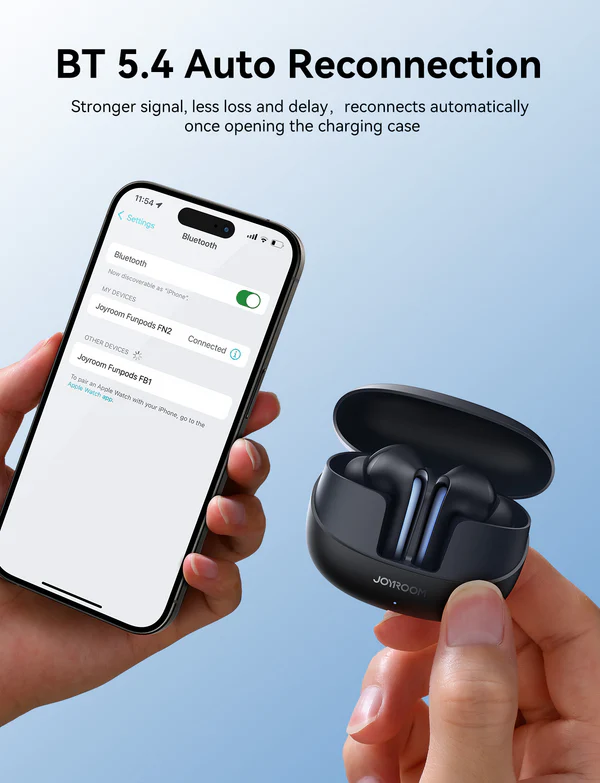 BT 5.4 Auto Reconnection
Stronger signal, less loss and delay, reconnects automatically
once opening the charging case
11:54
Settings
Bluetooth
Bluetooth
Now discoverable as "iPhone".
MY DEVICES
Joyroom Funpods FN2 Connected
OTHER DEVICES
Joyroom Funpods FB1
To pair an Apple Watch with your iPhone, go to the
Apple Watch app.
JOYROOM